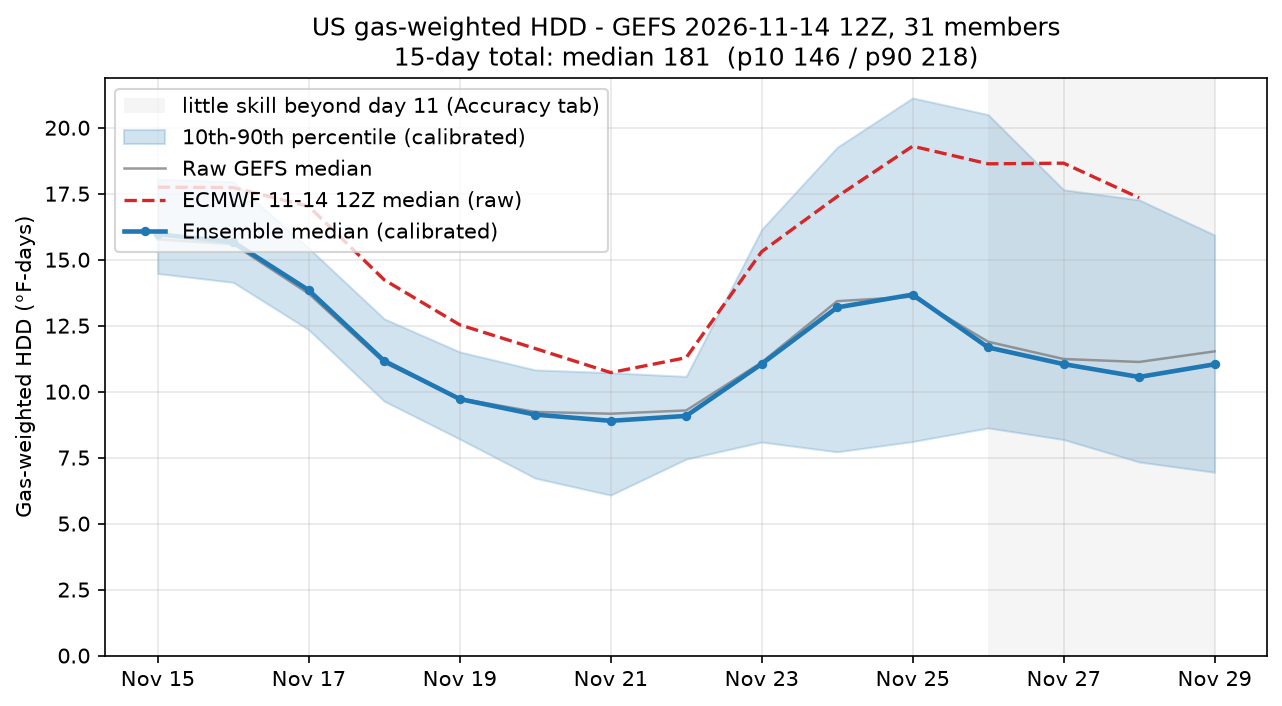 US gas-weighted HDD - GEFS 2026-11-14 12Z, 31 members
15-day total: median 181  (p10 146 / p90 218)
little skill beyond day 11 (Accuracy tab)
10th-90th percentile (calibrated)
Raw GEFS median
ECMWF 11-14 12Z median (raw)
Ensemble median (calibrated)
Gas-weighted HDD (°F-days)
20.0
17.5
15.0
12.5
10.0
7.5
5.0
2.5
0.0
Nov 15 Nov 17 Nov 19 Nov 21 Nov 23 Nov 25 Nov 27 Nov 29